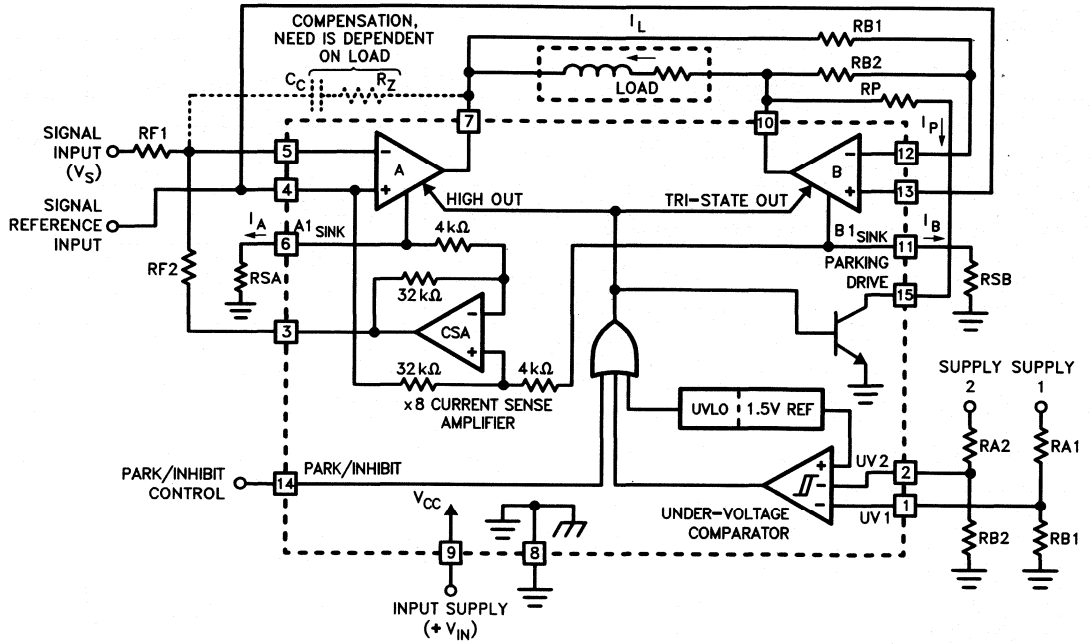 COMPENSATION,
NEED IS DEPENDENT
ON LOAD
C_C
R_Z
I_L
RB1
RB2
LOAD
RP
I_P
7
10
SIGNAL
INPUT
(V_S)
RF1
5
−
A
+
4
B
−
+
12
13
HIGH OUT
TRI-STATE OUT
SIGNAL
REFERENCE
INPUT
I_A
A1 SINK
6
4kΩ
B1 SINK
I_B
11
RSA
RF2
32kΩ
PARKING
DRIVE
15
RSB
3
CSA
−
+
32kΩ
4kΩ
x8 CURRENT SENSE
AMPLIFIER
SUPPLY SUPPLY
2 1
UVLO 1.5V REF
RA2
RA1
PARK/INHIBIT
CONTROL
14
PARK/INHIBIT
+
−
−
UV2
2
UV1
1
V_CC
UNDER-VOLTAGE
COMPARATOR
RB2
RB1
9
8
INPUT SUPPLY
(+ V_IN)